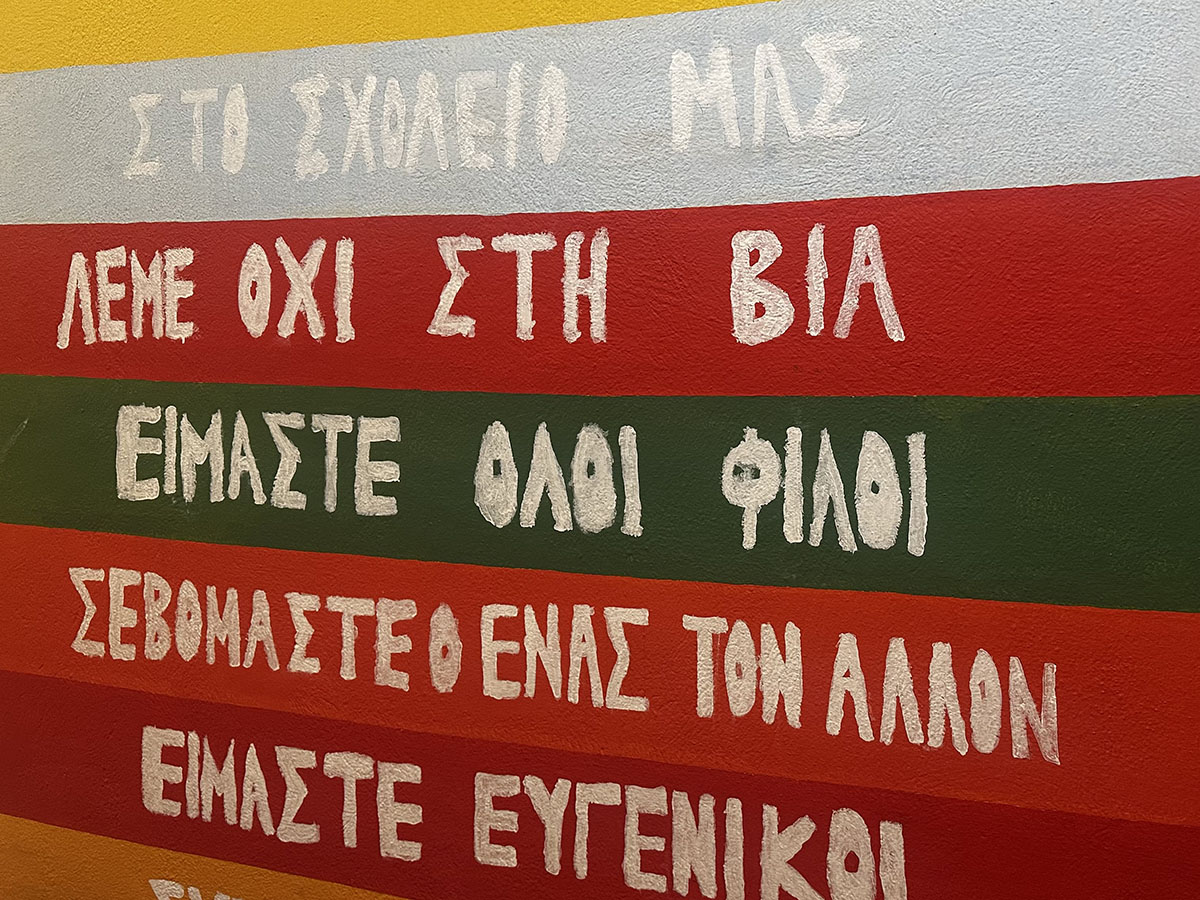 ΣΤΟ ΣΧΟΛΕΙΟ ΜΑΣ
ΛΕΜΕ ΟΧΙ ΣΤΗ ΒΙΑ
ΕΙΜΑΣΤΕ ΟΛΟΙ ΦΙΛΟΙ
ΣΕΒΟΜΑΣΤΕ Ο ΕΝΑΣ ΤΟΝ ΑΛΛΟΝ
ΕΙΜΑΣΤΕ ΕΥΓΕΝΙΚΟΙ